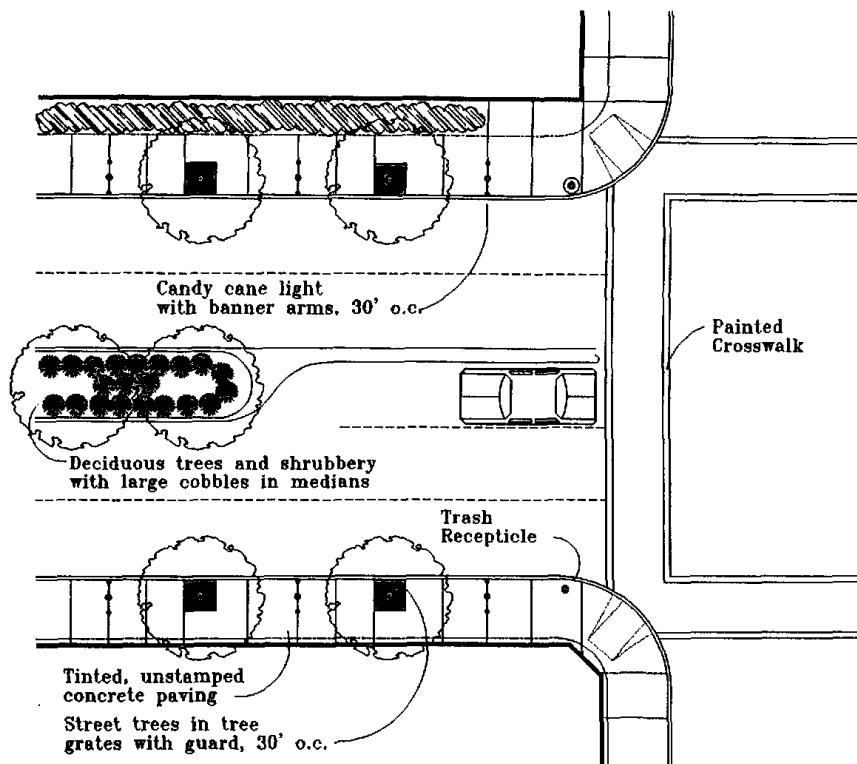 Candy cane light
with banner arms, 30' o.c.
Painted
Crosswalk
Deciduous trees and shrubbery
with large cobbles in medians
Trash
Recepticle
Tinted, unstamped
concrete paving
Street trees in tree
grates with guard, 30' o.c.